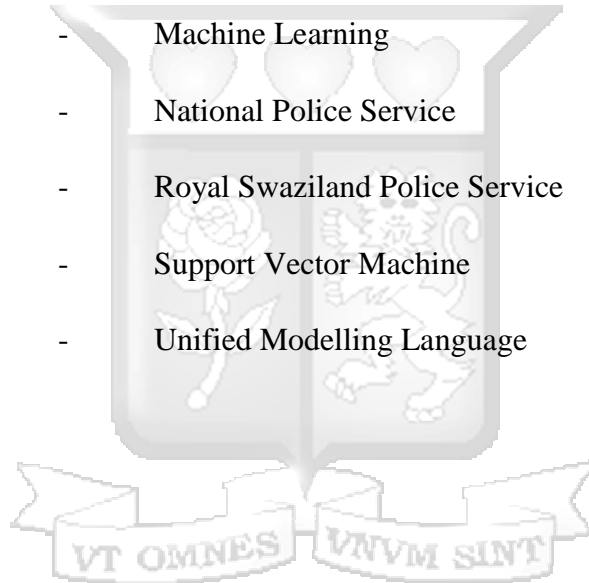 - Machine Learning
- National Police Service
- Royal Swaziland Police Service
- Support Vector Machine
- Unified Modelling Language
VT OMNES VNVM SINT